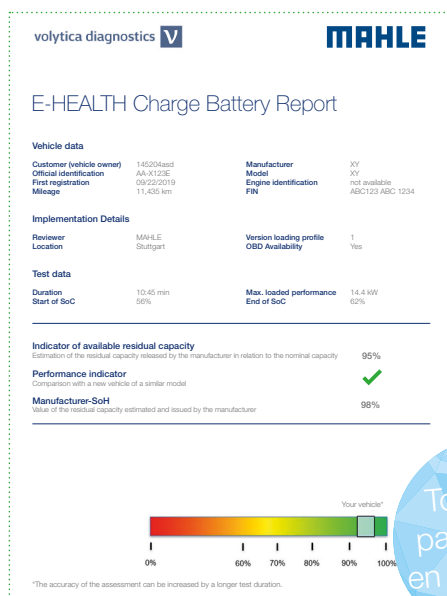 volytica diagnostics V
MAHLE
E-HEALTH Charge Battery Report
Vehicle data
Customer (vehicle owner) 145204asd Manufacturer XY
Official identification AA-X123E Model XY
First registration 09/22/2019 Engine identification not available
Mileage 11,435 km FIN ABC123 ABC 1234
Implementation Details
Reviewer MAHLE Version loading profile 1
Location Stuttgart OBD Availability Yes
Test data
Duration 10:45 min Max. loaded performance 14.4 kW
Start of SoC 56% End of SoC 62%
Indicator of available residual capacity
Estimation of the residual capacity released by the manufacturer in relation to the nominal capacity 95%
Performance indicator
Comparison with a new vehicle of a similar model
Manufacturer-SoH
Value of the residual capacity estimated and issued by the manufacturer 98%
Your vehicle*
0% 60% 70% 80% 90% 100%
*The accuracy of the assessment can be increased by a longer test duration.
pa
en